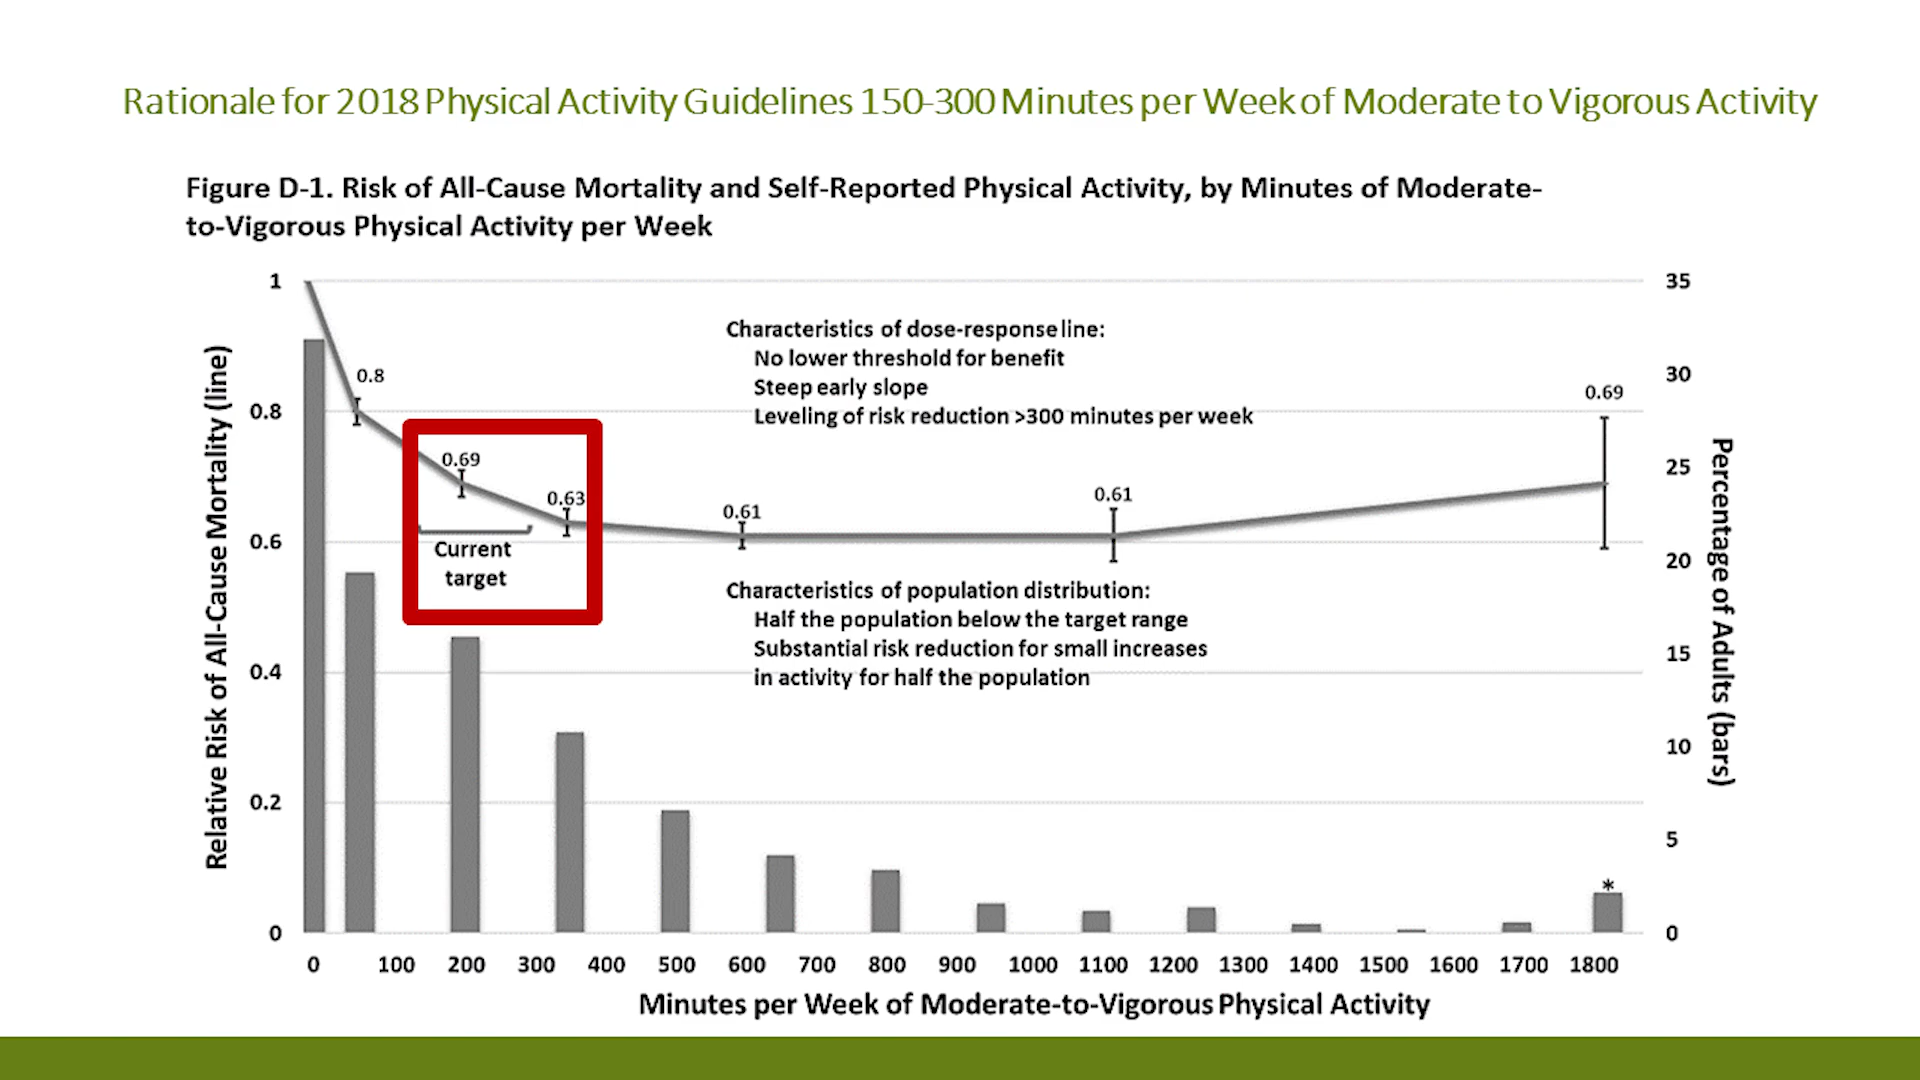 Rationale for 2018 Physical Activity Guidelines 150-300 Minutes per Week of Moderate to Vigorous Activity
Figure D-1. Risk of All-Cause Mortality and Self-Reported Physical Activity, by Minutes of Moderate-
to-Vigorous Physical Activity per Week
Relative Risk of All-Cause Mortality (line)
1
0.8
0.6
0.4
0.2
0
0.8
0.69
0.63
0.61
0.61
0.69
Current
target
Characteristics of dose-response line:
No lower threshold for benefit
Steep early slope
Leveling of risk reduction >300 minutes per week
Characteristics of population distribution:
Half the population below the target range
Substantial risk reduction for small increases
in activity for half the population
*
35
30
25
20
15
10
5
0
Percentage of Adults (bars)
0 100 200 300 400 500 600 700 800 900 1000 1100 1200 1300 1400 1500 1600 1700 1800
Minutes per Week of Moderate-to-Vigorous Physical Activity